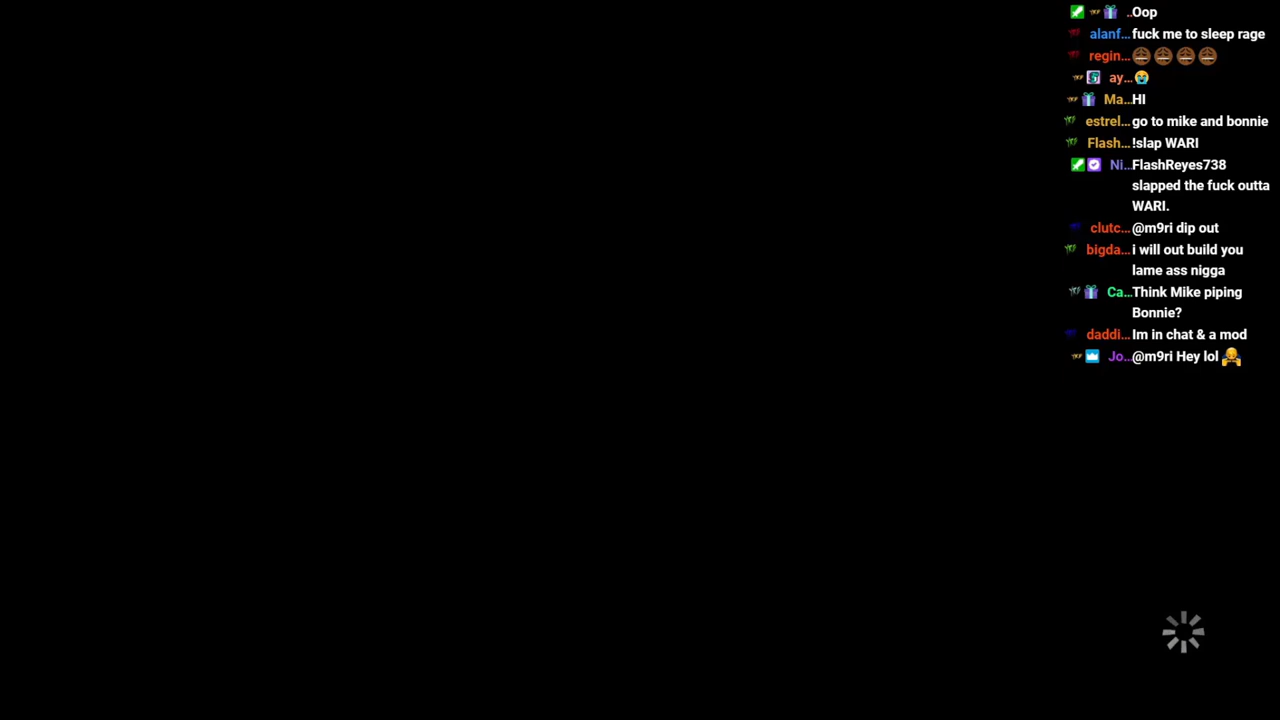 ..Oop
alanf...fuck me to sleep rage
regin...
ay...😭
Ma...HI
estrel...go to mike and bonnie
Flash...!slap WARI
Ni...FlashReyes738
slapped the fuck outta
WARI.
clutc...@m9ri dip out
bigda...i will out build you
lame ass nigga
Ca...Think Mike piping
Bonnie?
daddi...Im in chat & a mod
Jo...@m9ri Hey lol